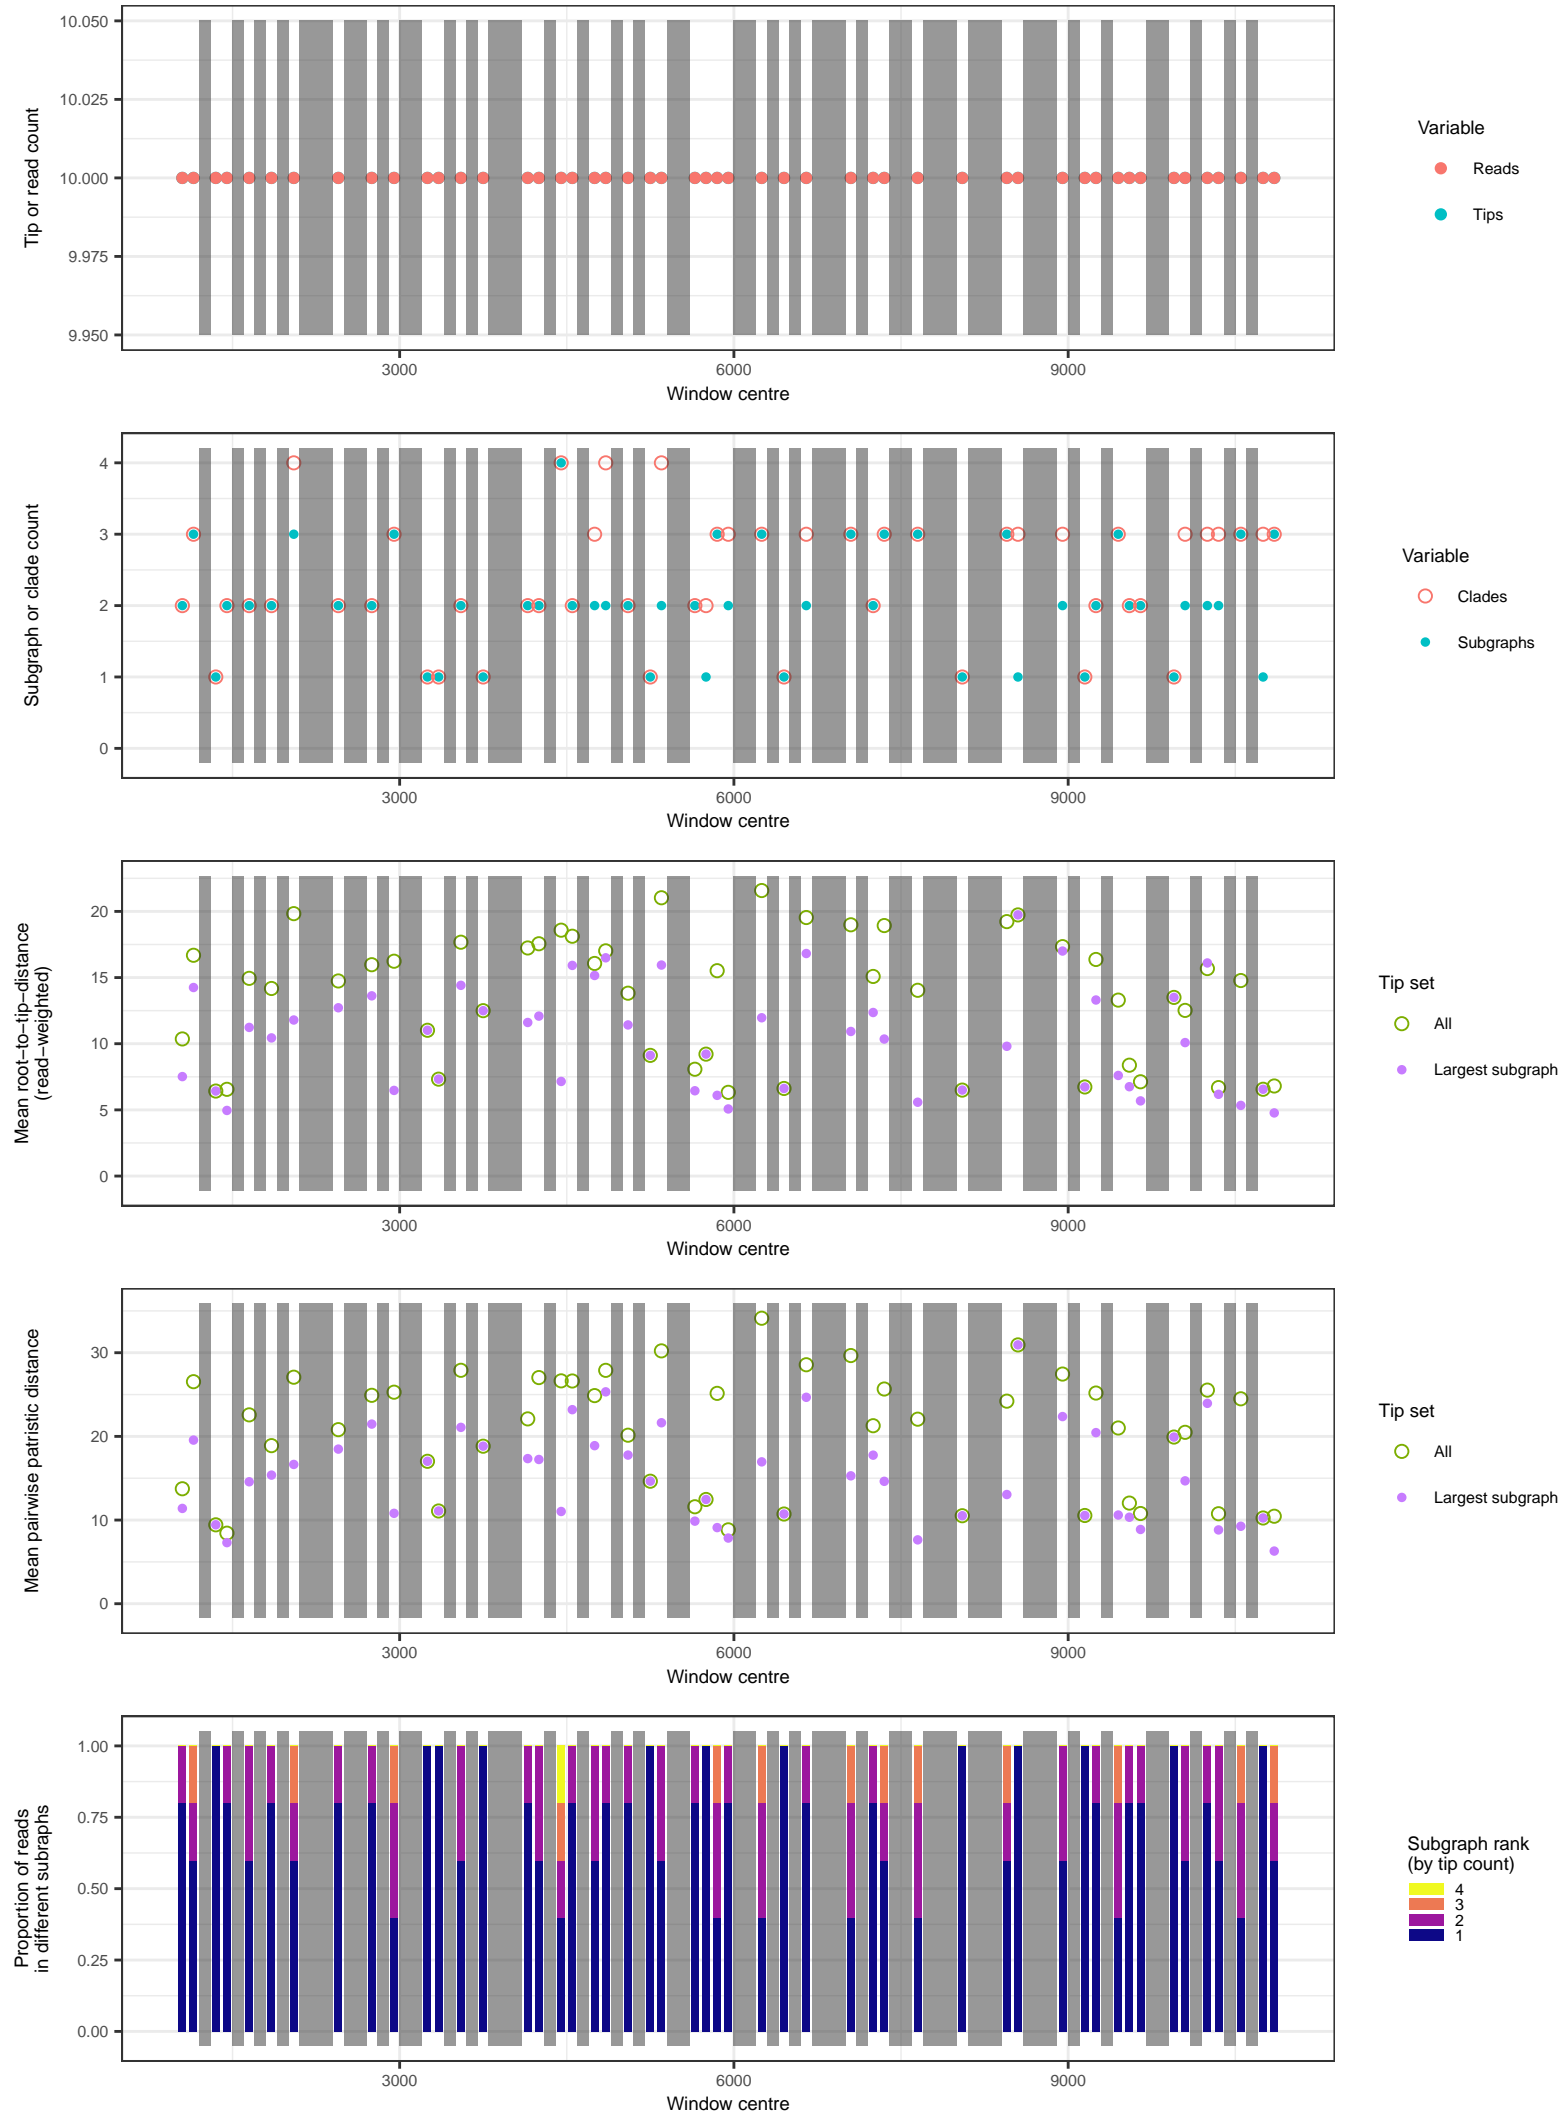 10.050
10.025
10.000
9.975
9.950
Tip or read count
3000
6000
9000
Window centre
Variable
Reads
Tips
4
3
2
1
0
Subgraph or clade count
3000
6000
9000
Window centre
Variable
Clades
Subgraphs
20
15
10
5
0
Mean root−to−tip−distance
(read−weighted)
3000
6000
9000
Window centre
Tip set
All
Largest subgraph
30
20
10
0
Mean pairwise patristic distance
3000
6000
9000
Window centre
Tip set
All
Largest subgraph
1.00
0.75
0.50
0.25
0.00
Proportion of reads
in different subraphs
3000
6000
9000
Window centre
Subgraph rank
(by tip count)
4
3
2
1